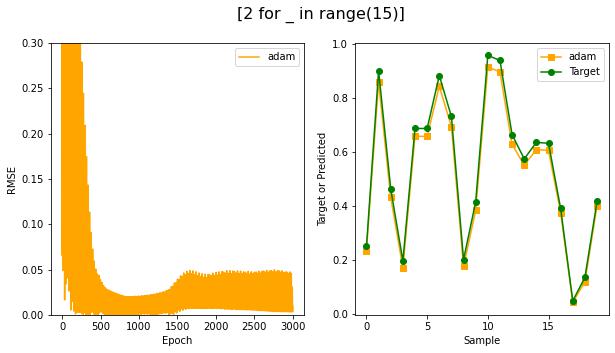 [2 for _ in range(15)]
RMSE
0.30
0.25
0.20
0.15
0.10
0.05
0.00
0 500 1000 1500 2000 2500 3000
Epoch
adam
Target or Predicted
1.0
0.8
0.6
0.4
0.2
0.0
0 5 10 15
Sample
adam
Target